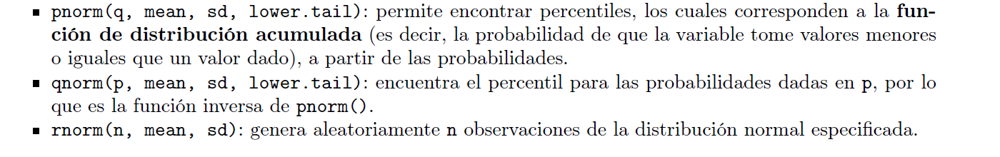 ▪ pnorm(q, mean, sd, lower.tail): permite encontrar percentiles, los cuales corresponden a la fun-
ción de distribución acumulada (es decir, la probabilidad de que la variable tome valores menores
o iguales que un valor dado), a partir de las probabilidades.
▪ qnorm(p, mean, sd, lower.tail): encuentra el percentil para las probabilidades dadas en p, por lo
que es la función inversa de pnorm().
▪ rnorm(n, mean, sd): genera aleatoriamente n observaciones de la distribución normal especificada.